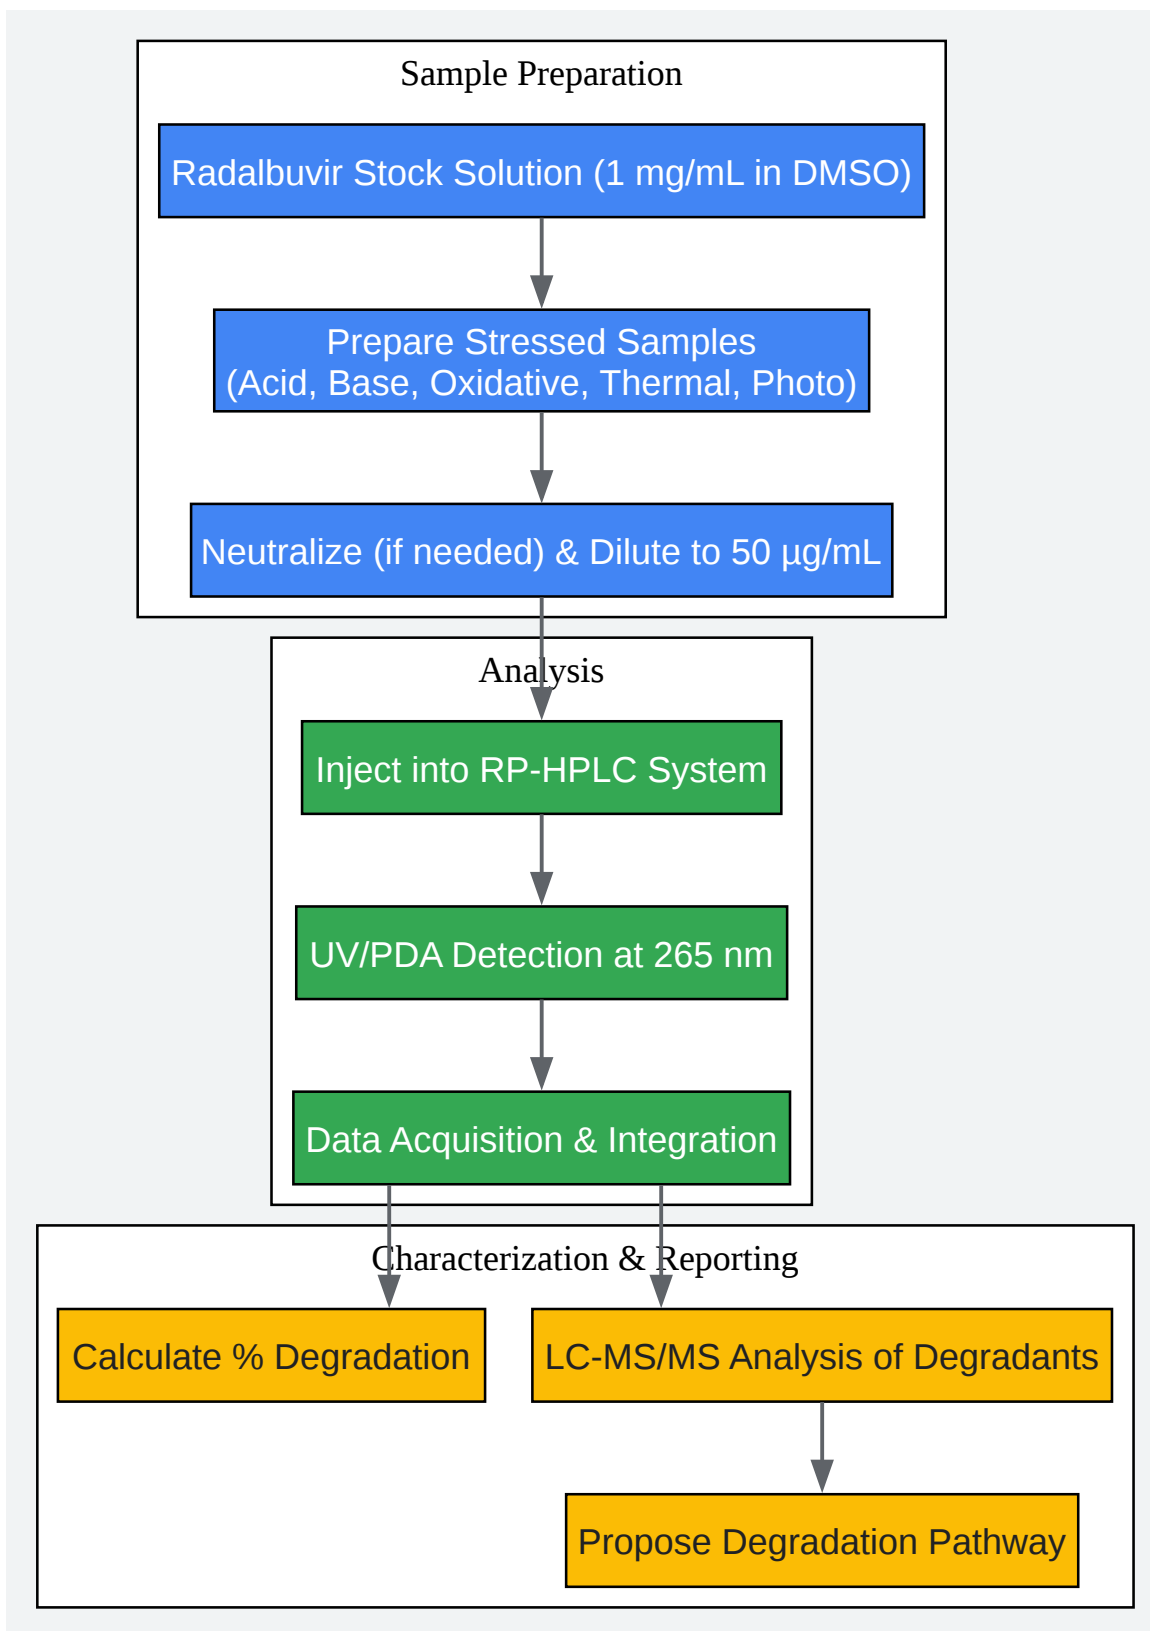 Sample Preparation
Radalbuvir Stock Solution (1 mg/mL in DMSO)
Prepare Stressed Samples
(Acid, Base, Oxidative, Thermal, Photo)
Neutralize (if needed) & Dilute to 50 µg/mL
Analysis
Inject into RP-HPLC System
UV/PDA Detection at 265 nm
Data Acquisition & Integration
Characterization & Reporting
Calculate % Degradation
LC-MS/MS Analysis of Degradants
Propose Degradation Pathway